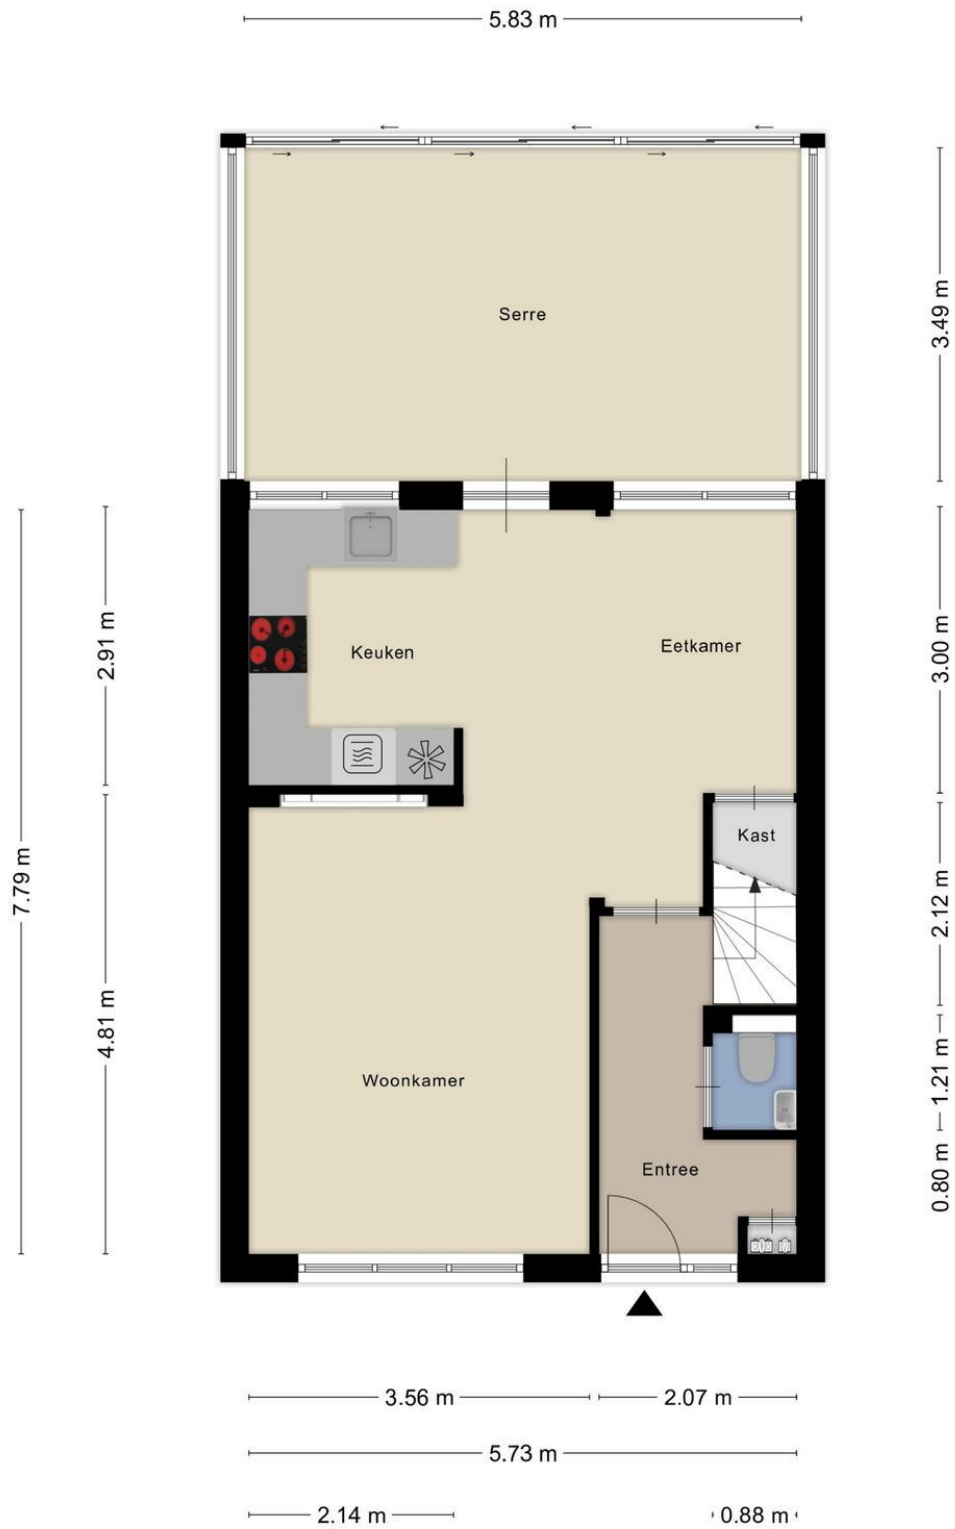 5.83 m
3.49 m
Serre
2.91 m
3.00 m
Keuken
Eetkamer
Kast
7.79 m
2.12 m
4.81 m
1.21 m
Woonkamer
0.80 m
Entree
3.56 m
2.07 m
5.73 m
2.14 m
0.88 m